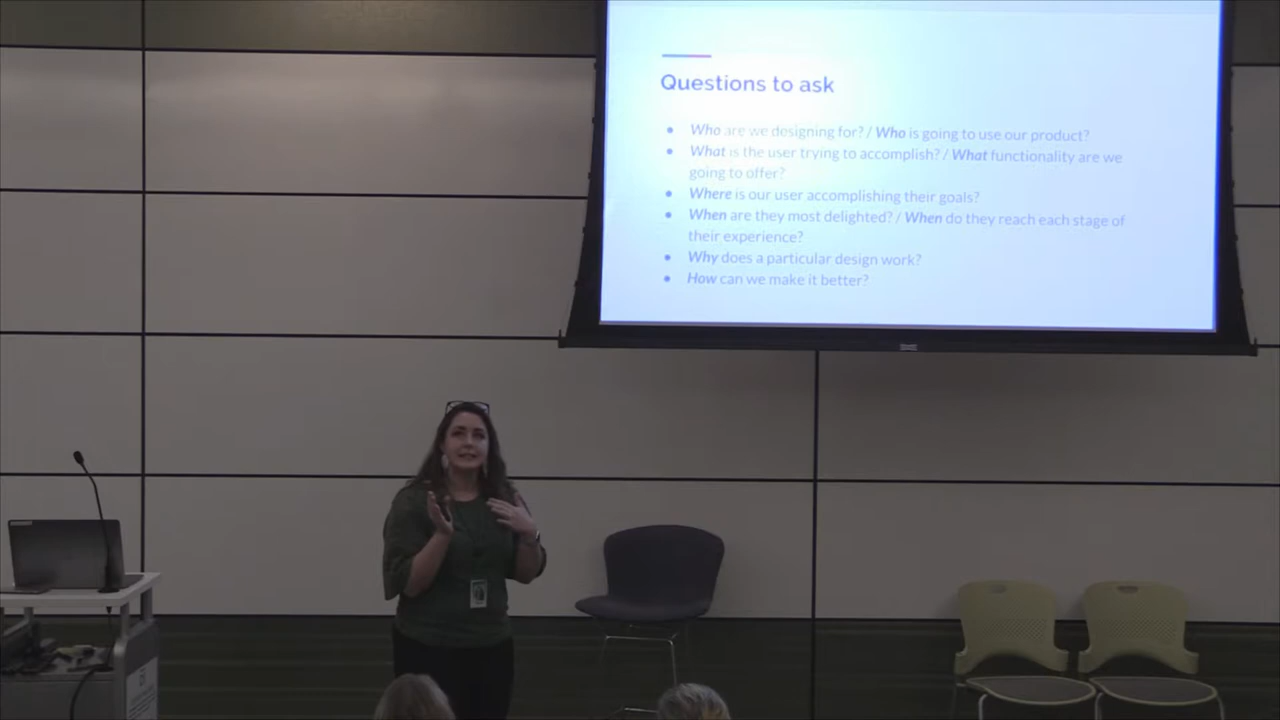 Questions to ask
Who are we designing for? / Who is going to use our product?
What is the user trying to accomplish? / What functionality are we
going to offer?
Where is our user accomplishing their goals?
When are they most delighted? / When do they reach each stage of
their experience?
Why does a particular design work?
How can we make it better?